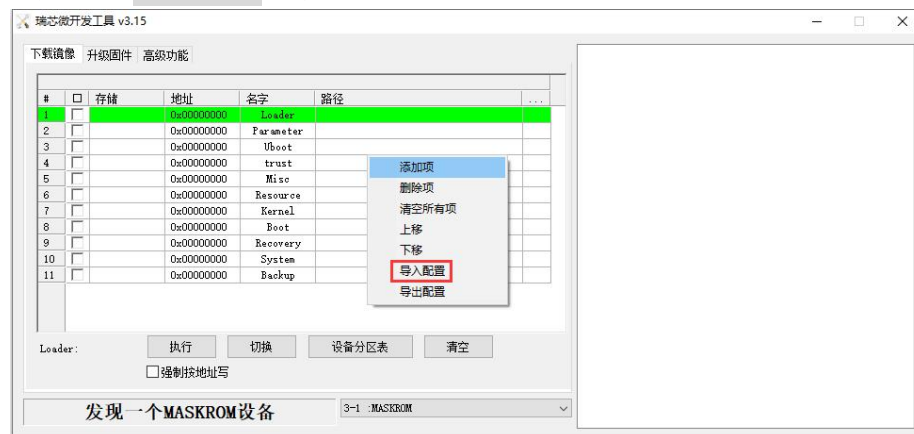 瑞芯微开发工具 v3.15
下载镜像 升级固件 高级功能
# 存储 地址 名字 路径 ...
1 0x00000000 Loader
2 0x00000000 Parameter
3 0x00000000 Uboot
4 0x00000000 trust
5 0x00000000 Misc
6 0x00000000 Resource
7 0x00000000 Kernel
8 0x00000000 Boot
9 0x00000000 Recovery
10 0x00000000 System
11 0x00000000 Backup
添加项
删除项
清空所有项
上移
下移
导入配置
导出配置
Loader: 执行 切换 设备分区表 清空
强制按地址写
发现一个MASKROM设备 3-1 :MASKROM